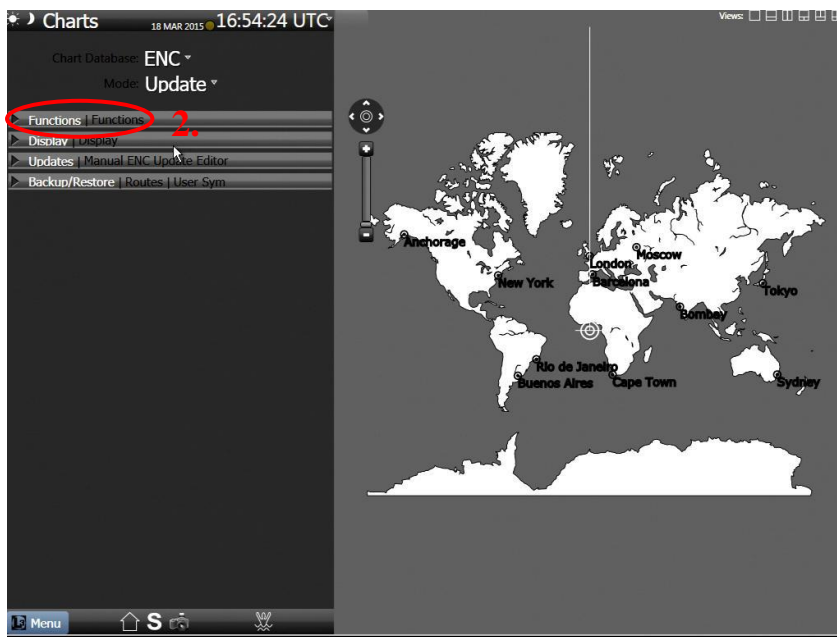 Charts 18 MAR 2015 16:54:24 UTC
Views:
Chart Database: ENC
Mode: Update
Functions | Functions 2.
Display | Display
Updates | Manual ENC Update Editor
Backup/Restore | Routes | User Sym
Anchorage
Moscow
London
New York
Barcelona
Tokyo
Bombay
Rio de Janeiro
Buenos Aires
Cape Town
Sydney
Menu
S